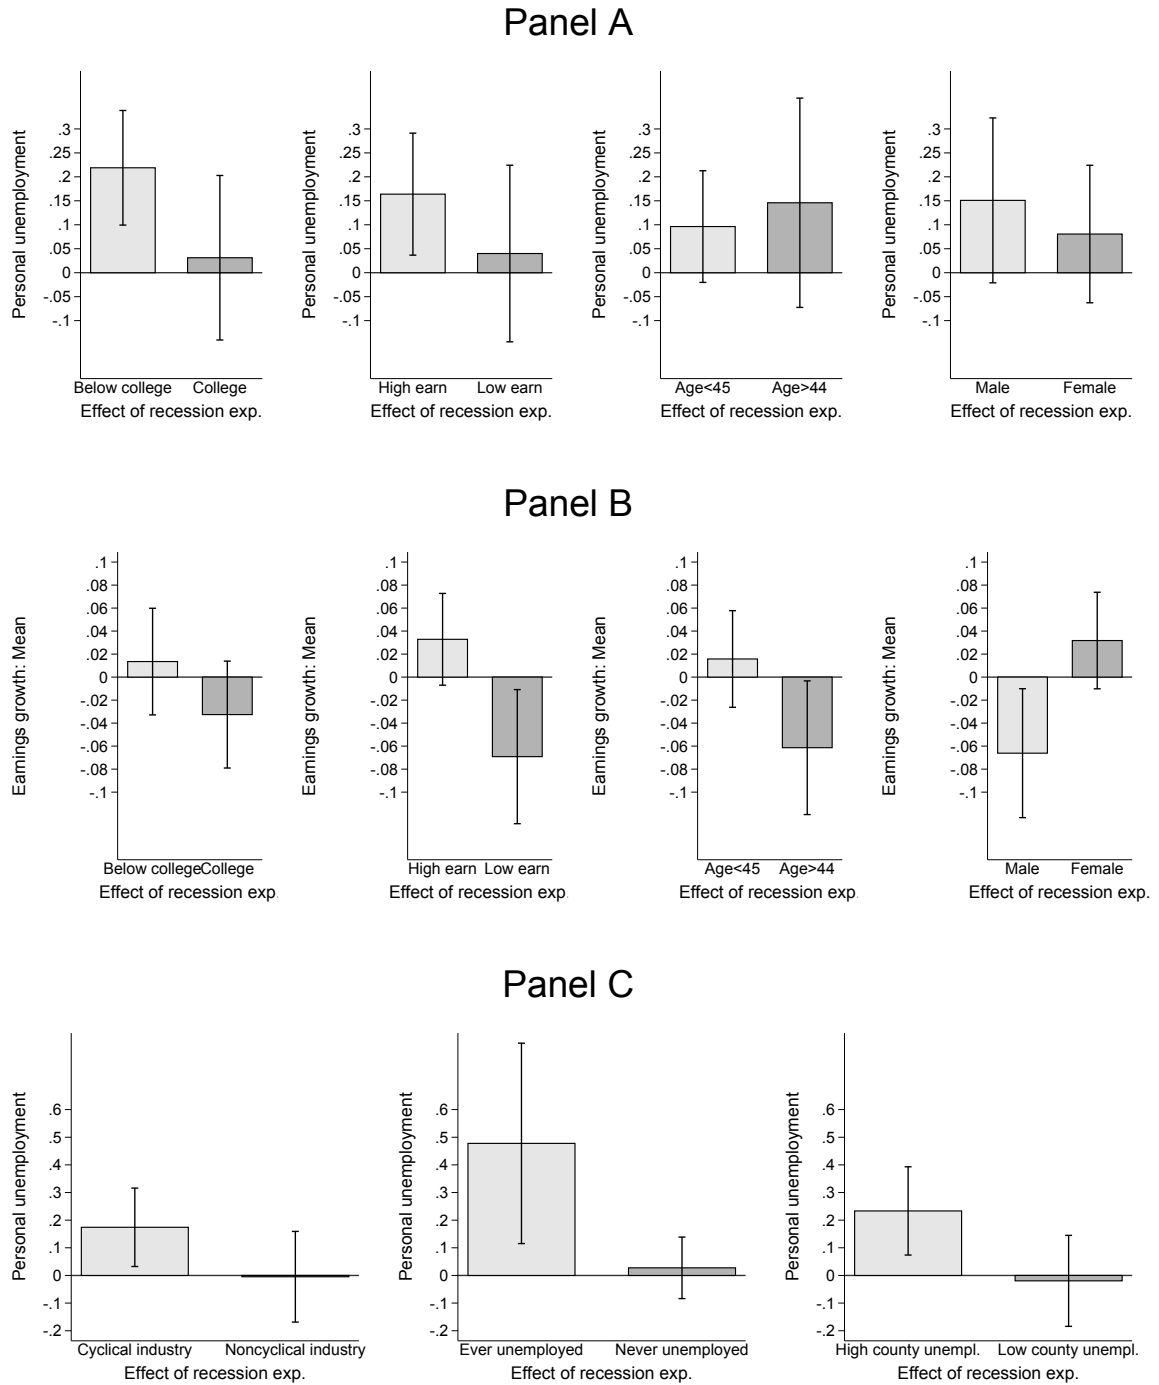 Panel A
Personal unemployment
.3
.25
.2
.15
.1
.05
0
-.05
-.1
Below college College
Effect of recession exp.
Personal unemployment
.3
.25
.2
.15
.1
.05
0
-.05
-.1
High earn Low earn
Effect of recession exp.
Personal unemployment
.3
.25
.2
.15
.1
.05
0
-.05
-.1
Age<45 Age>44
Effect of recession exp.
Personal unemployment
.3
.25
.2
.15
.1
.05
0
-.05
-.1
Male Female
Effect of recession exp.
Panel B
Earnings growth: Mean
.1
.08
.06
.04
.02
0
-.02
-.04
-.06
-.08
-.1
Below college College
Effect of recession exp.
Earnings growth: Mean
.1
.08
.06
.04
.02
0
-.02
-.04
-.06
-.08
-.1
High earn Low earn
Effect of recession exp.
Earnings growth: Mean
.1
.08
.06
.04
.02
0
-.02
-.04
-.06
-.08
-.1
Age<45 Age>44
Effect of recession exp.
Earnings growth: Mean
.1
.08
.06
.04
.02
0
-.02
-.04
-.06
-.08
-.1
Male Female
Effect of recession exp.
Panel C
Personal unemployment
.6
.5
.4
.3
.2
.1
0
-.1
-.2
Cyclical industry Noncyclical industry
Effect of recession exp.
Personal unemployment
.6
.5
.4
.3
.2
.1
0
-.1
-.2
Ever unemployed Never unemployed
Effect of recession exp.
Personal unemployment
.6
.5
.4
.3
.2
.1
0
-.1
-.2
High county unempl. Low county unempl.
Effect of recession exp.